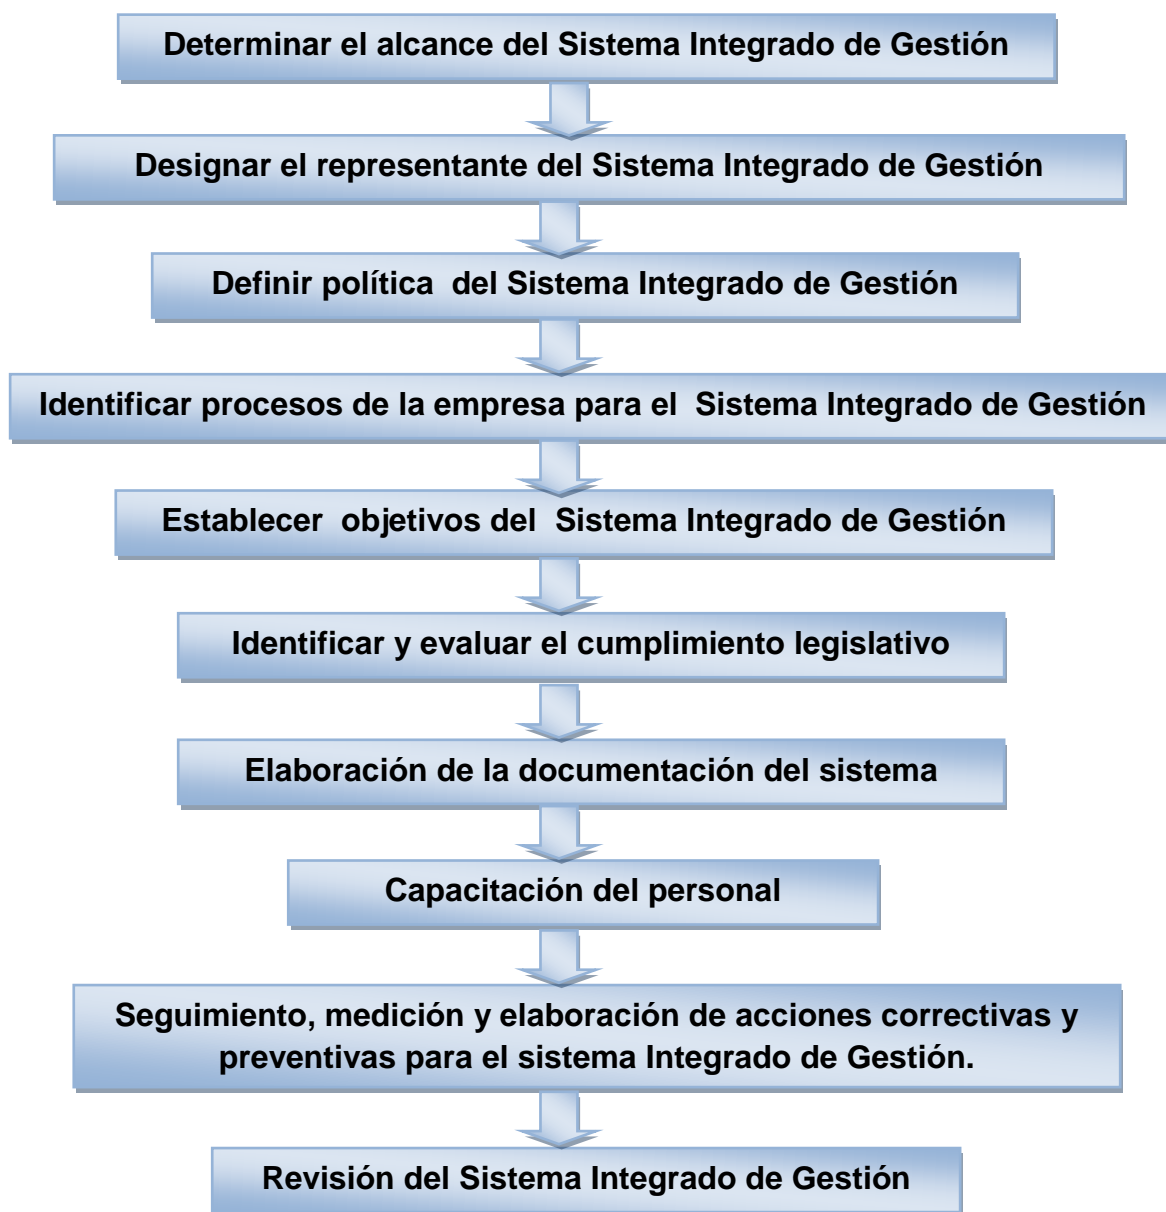 Determinar el alcance del Sistema Integrado de Gestión
Designar el representante del Sistema Integrado de Gestión
Definir política  del Sistema Integrado de Gestión
Identificar procesos de la empresa para el  Sistema Integrado de Gestión
Establecer  objetivos del  Sistema Integrado de Gestión
Identificar y evaluar el cumplimiento legislativo
Elaboración de la documentación del sistema
Capacitación del personal
Seguimiento, medición y elaboración de acciones correctivas y
preventivas para el sistema Integrado de Gestión.
Revisión del Sistema Integrado de Gestión